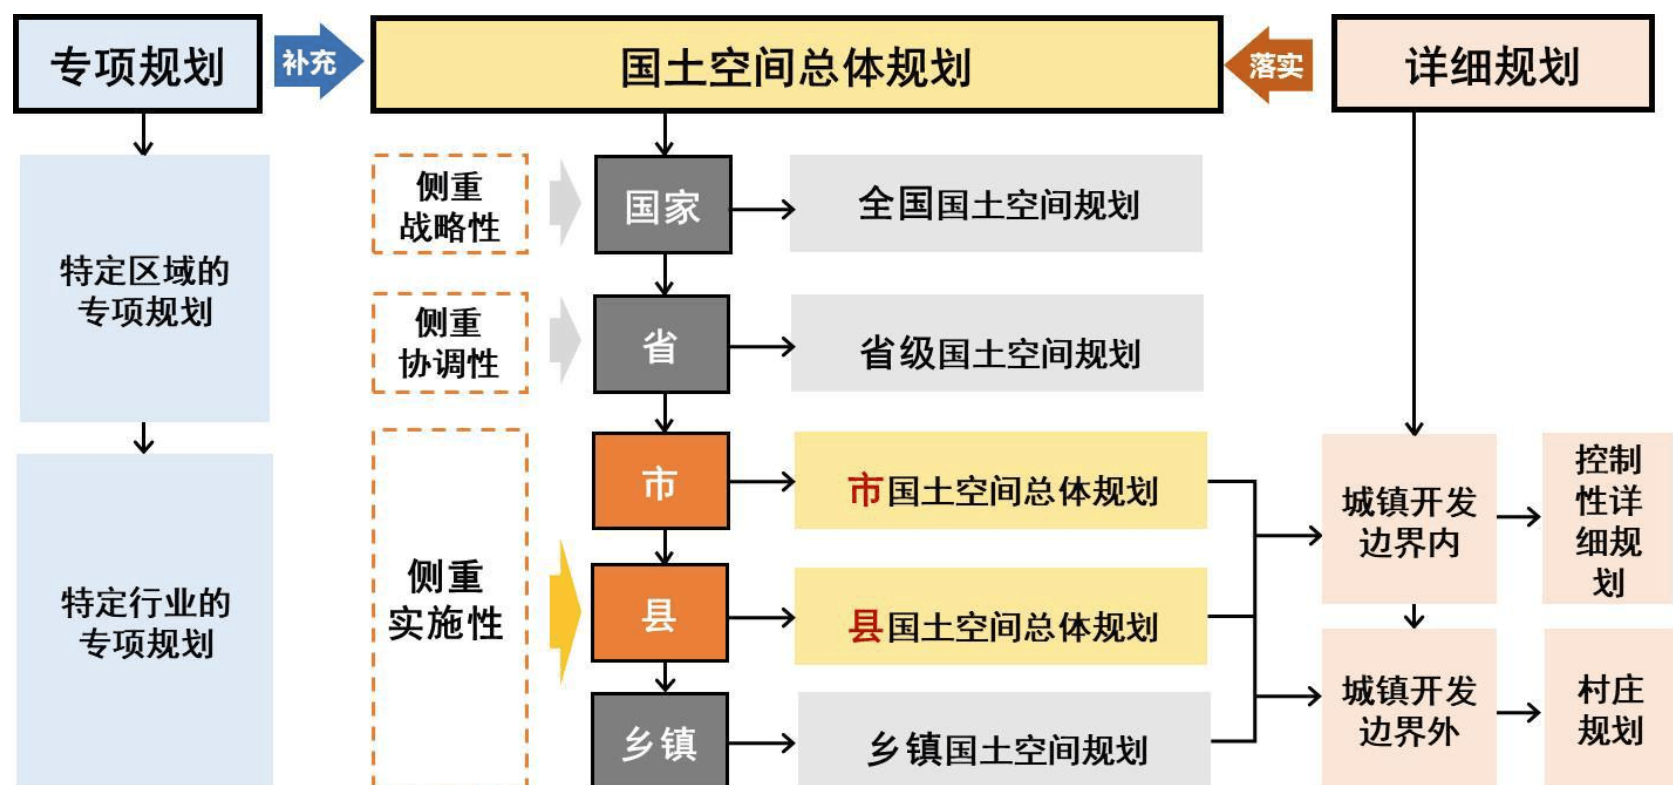 专项规划
补充
国土空间总体规划
落实
详细规划
特定区域的
专项规划
特定行业的
专项规划
侧重
战略性
国家
全国国土空间规划
侧重
协调性
省
省级国土空间规划
侧重
实施性
市
市国土空间总体规划
县
县国土空间总体规划
乡镇
乡镇国土空间规划
城镇开发
边界内
控制
性详
细规
划
城镇开发
边界外
村庄
规划